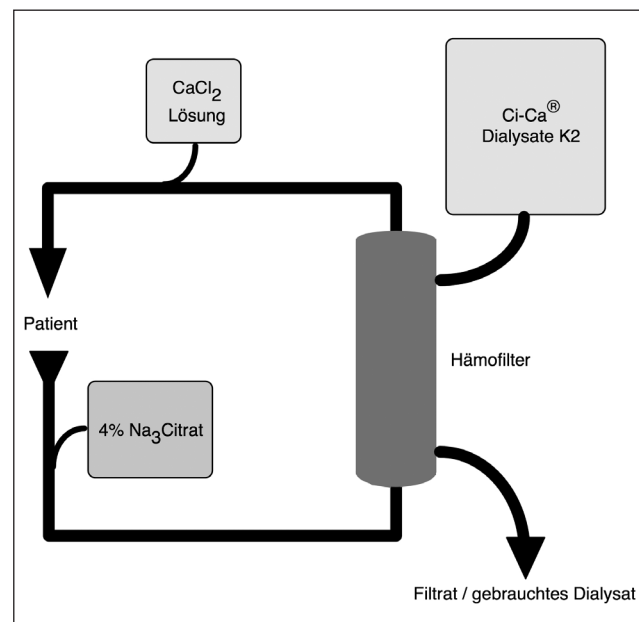 CaCl2
Lösung
Ci-Ca®
Dialysate K2
Patient
Hämofilter
4% Na3Citrat
Filtrat / gebrauchtes Dialysat